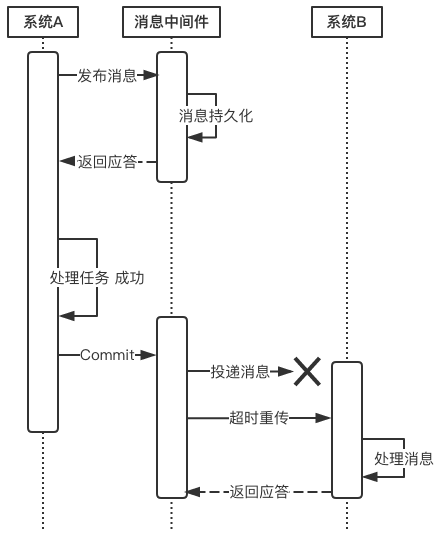 系统A
消息中间件
系统B
发布消息
消息持久化
返回应答
处理任务 成功
Commit
投递消息
超时重传
处理消息
返回应答